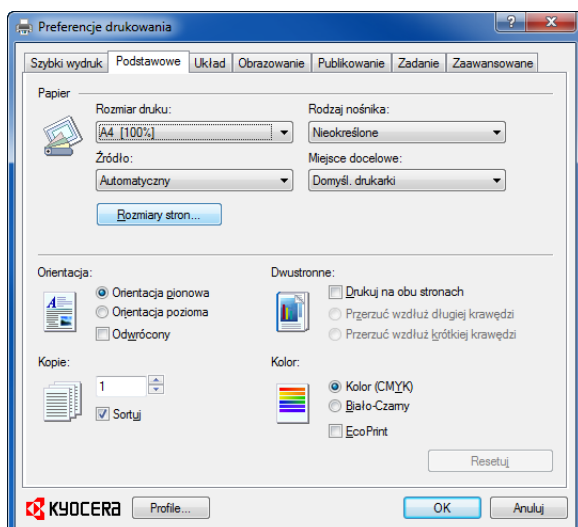 Preferencje drukowania
Szybki wydruk Podstawowe Układ Obrazowanie Publikowanie Zadanie Zaawansowane
Papier
Rozmiar druku: Rodzaj nośnika:
A4 [100%] Nieokreślone
Źródło: Miejsce docelowe:
Automatyczny Domyśl. drukarki
Rozmiary stron...
Orientacja: Dwustronne:
Orientacja pionowa Drukuj na obu stronach
Orientacja pozioma Przerzuć wzdłuż długiej krawędzi
Odwrócony Przerzuć wzdłuż krótkiej krawędzi
Kopie: Kolor:
1 Kolor (CMYK)
Sortuj Biało-Czarny
EcoPrint
Resetuj
KYOCERA Profile... OK Anuluj